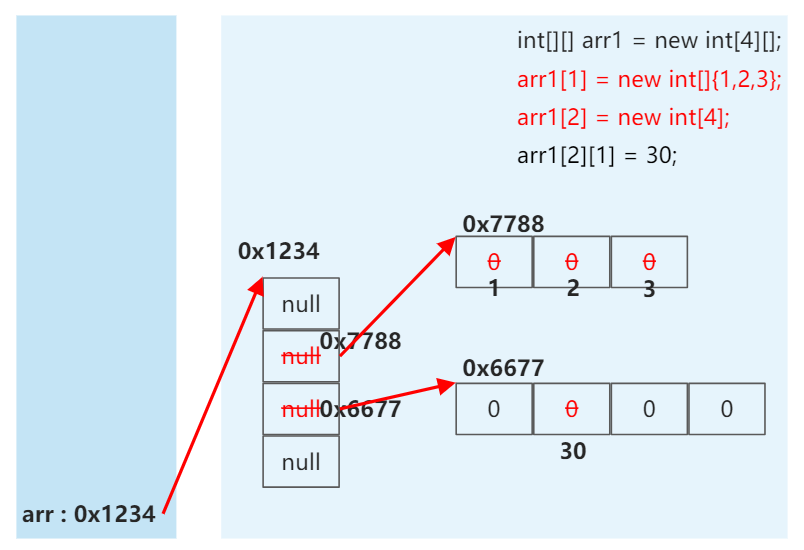 int[][] arr1 = new int[4][];
arr1[1] = new int[]{1,2,3};
arr1[2] = new int[4];
arr1[2][1] = 30;
0x7788
0x1234
0 0 0
1 2 3
null
null 0x7788
0x6677
null 0x6677
0 0 0 0
30
null
arr : 0x1234